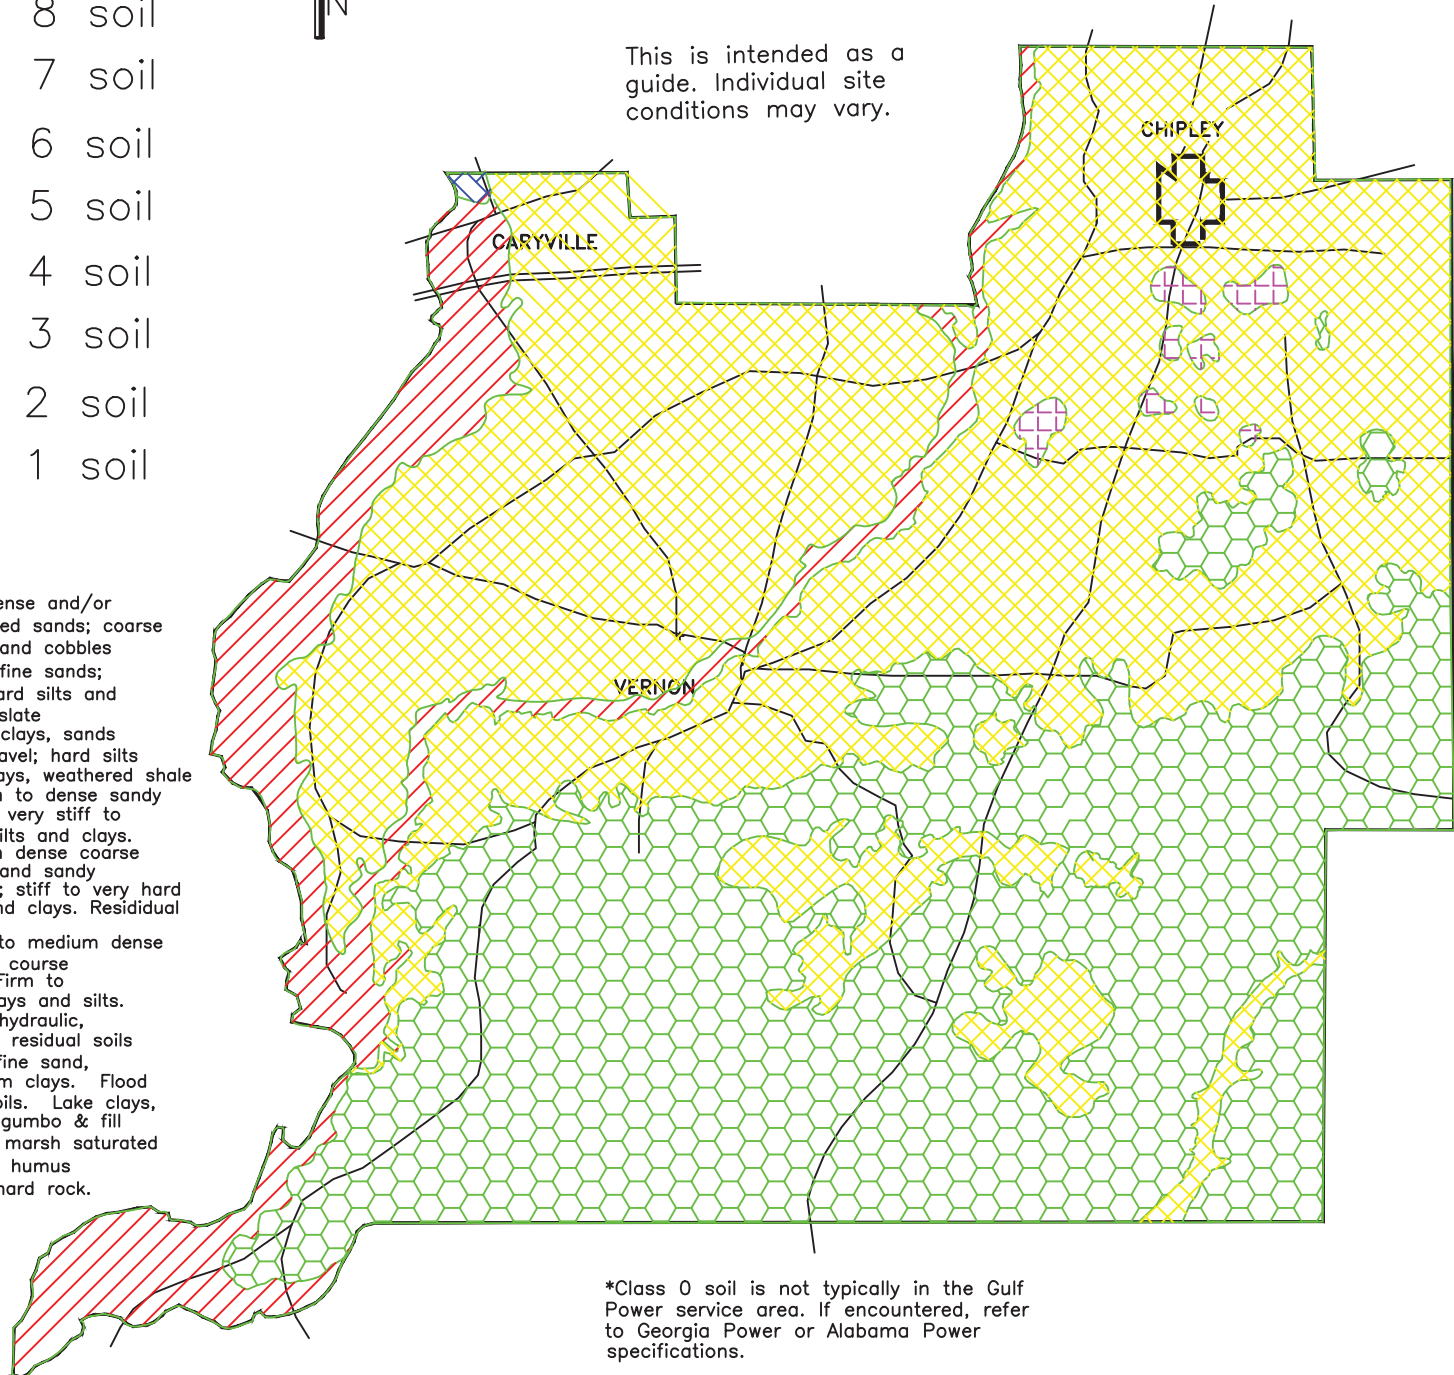 8 soil
N
This is intended as a
guide. Individual site
conditions may vary.
7 soil
CHIPLEY
6 soil
5 soil
CARYVILLE
4 soil
3 soil
2 soil
1 soil
ense and/or
ed sands; coarse
and cobbles
fine sands;
ard silts and
slate
clays, sands
avel; hard silts
ays, weathered shale
n to dense sandy
very stiff to
ilts and clays.
n dense coarse
and sandy
; stiff to very hard
nd clays. Resididual
to medium dense
course
Firm to
ays and silts.
hydraulic,
residual soils
fine sand,
m clays. Flood
oils. Lake clays,
gumbo & fill
marsh saturated
humus
hard rock.
VERNON
*Class 0 soil is not typically in the Gulf
Power service area. If encountered, refer
to Georgia Power or Alabama Power
specifications.